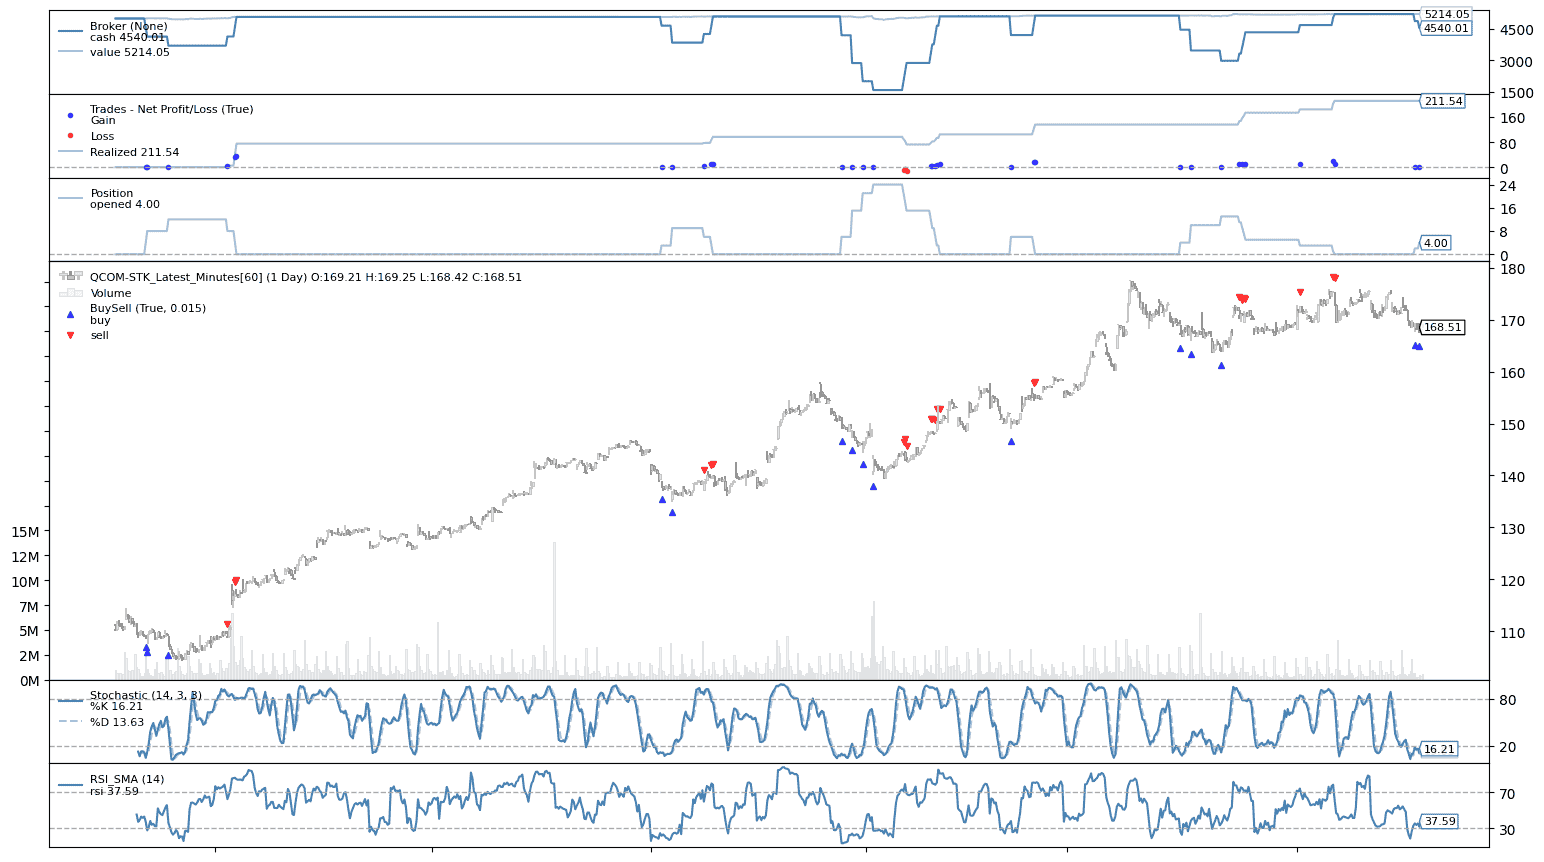 Broker (None)
cash 4540.01
value 5214.05
5214.05
4540.01
4500
3000
1500
Trades - Net Profit/Loss (True)
Gain
Loss
Realized 211.54
211.54
160
80
0
Position
opened 4.00
24
16
8
4.00
0
QCOM-STK_Latest_Minutes[60] (1 Day) O:169.21 H:169.25 L:168.42 C:168.51
Volume
BuySell (True, 0.015)
buy
sell
180
170
168.51
160
150
140
130
120
110
15M
12M
10M
7M
5M
2M
0M
Stochastic (14, 3, 3)
%K 16.21
%D 13.63
80
20
16.21
RSI_SMA (14)
rsi 37.59
70
37.59
30